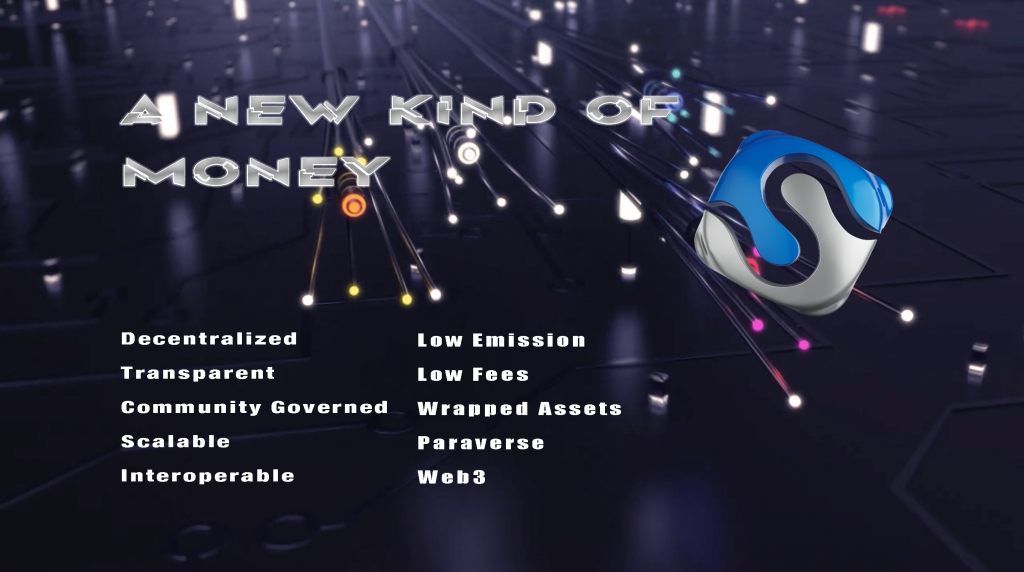 A NEW KIND OF
MONEY
Decentralized
Transparent
Community Governed
Scalable
Interoperable
Low Emission
Low Fees
Wrapped Assets
Paraverse
Web3